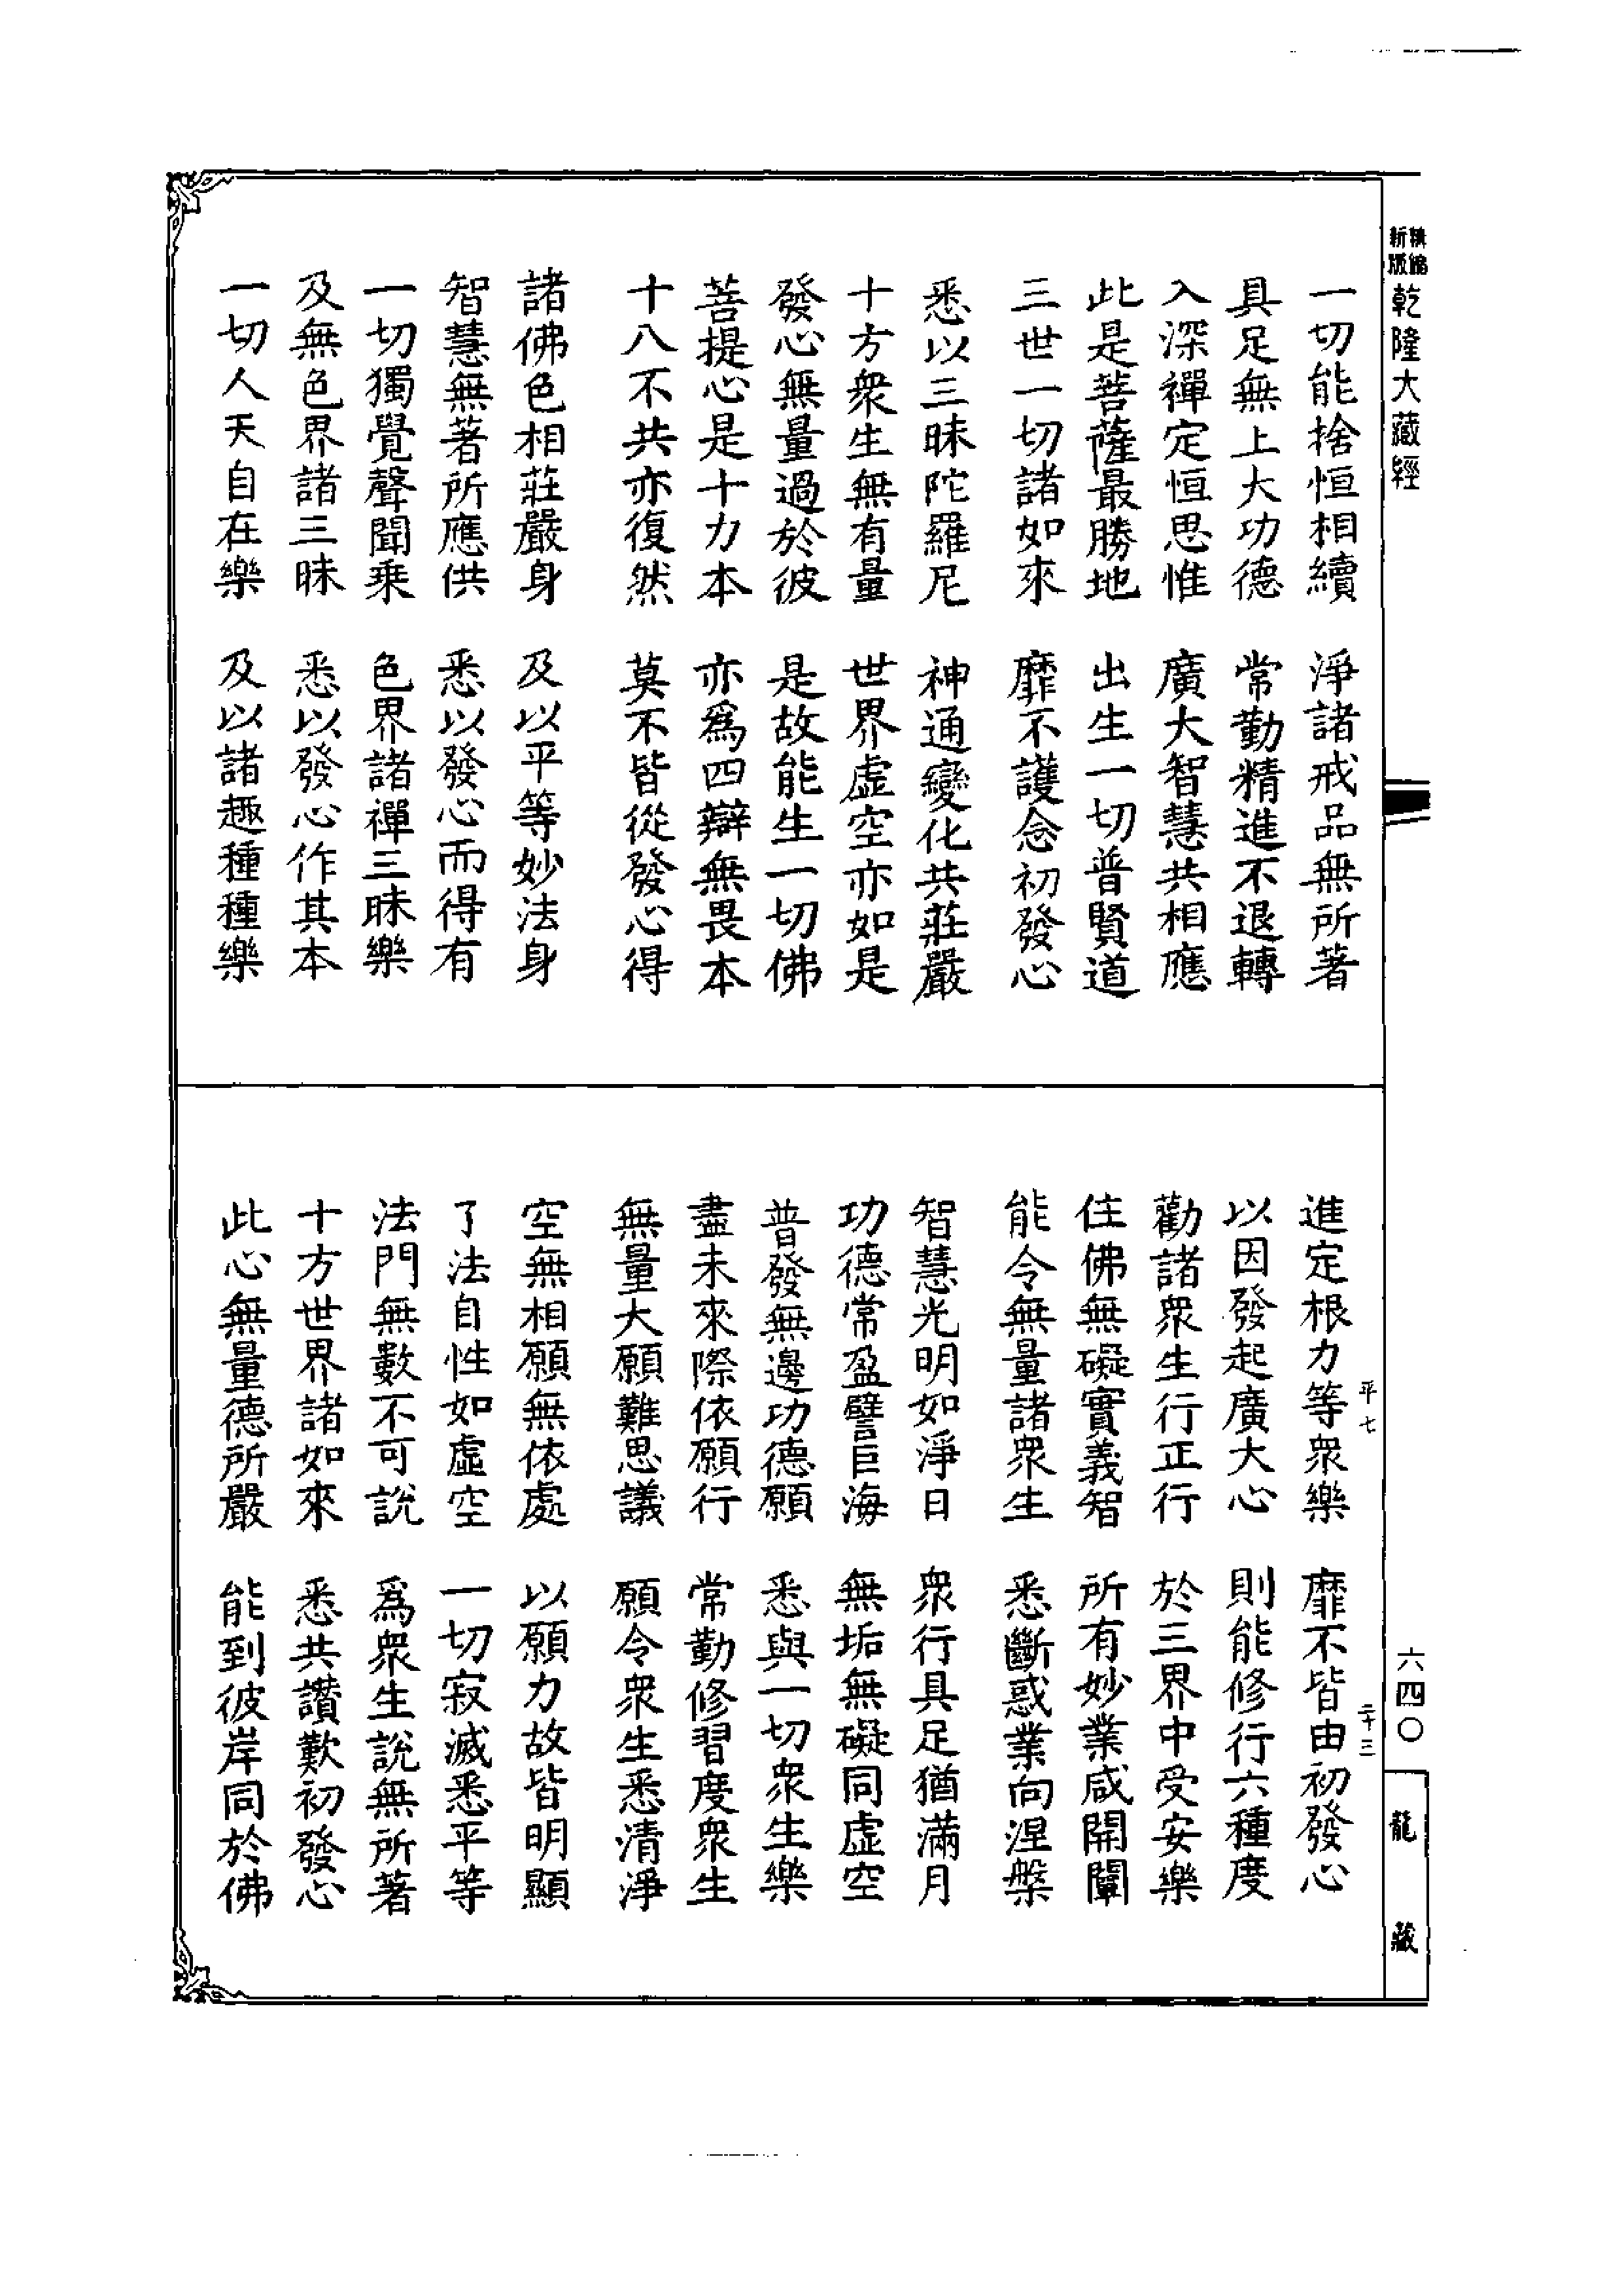 精編新版乾隆大藏經
一切能捨恒相續　淨諸戒品無所著
具足無上大功德　常勤精進不退轉
入深禪定恒思惟　廣大智慧共相應
此是菩薩最勝地　出生一切普賢道
三世一切諸如來　靡不護念初發心
悉以三昧陀羅尼　神通變化共莊嚴
十方衆生無有量　世界虛空亦如是
發心無量過於彼　是故能生一切佛
菩提心是十力本　亦爲四辯無畏本
十八不共亦復然　莫不皆從發心得
諸佛色相莊嚴身　及以平等妙法身
智慧無著所應供　悉以發心而得有
一切獨覺聲聞乘　色界諸禪三昧樂
及無色界諸三昧　悉以發心作其本
一切人天自在樂　及以諸趣種種樂
進定根力等衆樂　靡不皆由初發心
以因發起廣大心　則能修行六種度
勸諸衆生行正行　於三界中受安樂
住佛無礙實義智　所有妙業咸開闡
能令無量諸衆生　悉斷惑業向涅槃
智慧光明如淨日　衆行具足猶滿月
功德常盈譬巨海　無垢無礙同虛空
普發無邊功德願　悉與一切衆生樂
盡未來際依願行　常勤修習度衆生
無量大願難思議　願令衆生悉清淨
空無相願無依處　以願力故皆明顯
了法自性如虛空　一切寂滅悉平等
法門無數不可說　爲衆生說無所著
十方世界諸如來　悉共讚歎初發心
此心無量德所嚴　能到彼岸同於佛
平七　二十三
六四〇
龍藏